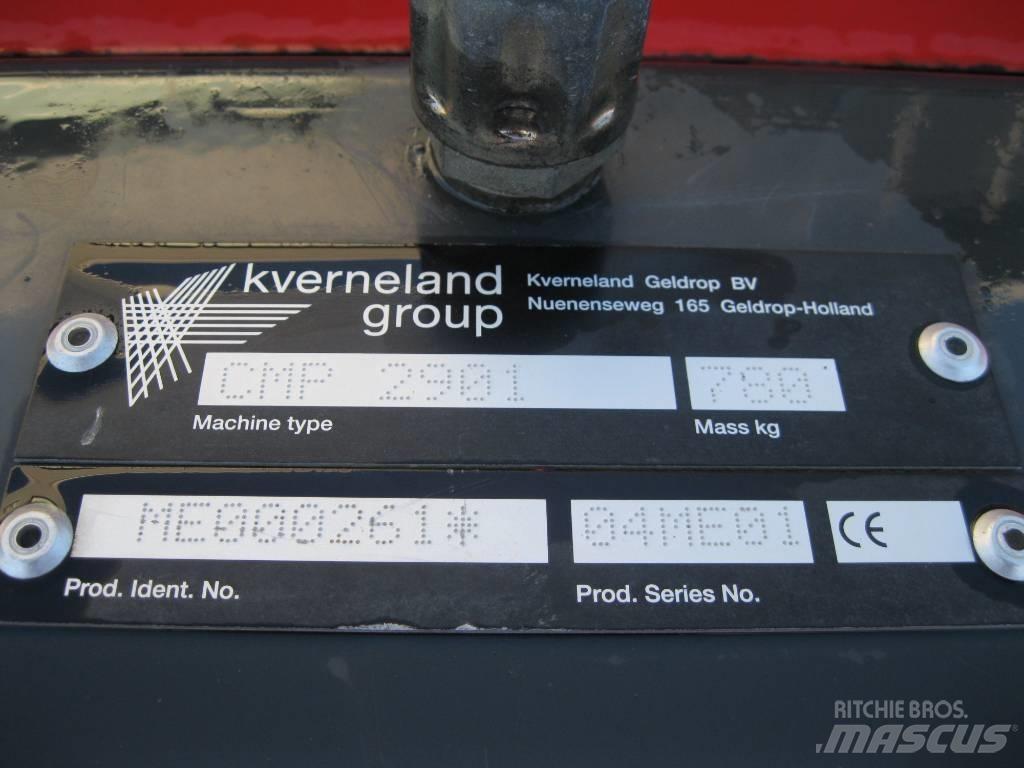 kverneland
group
Kverneland Geldrop BV
Nuenenseweg 165 Geldrop-Holland
CMP 2901
780
Machine type
Mass kg
ME000261*
04ME01
CE
Prod. Ident. No.
Prod. Series No.
RITCHIE BROS.
MASCUS